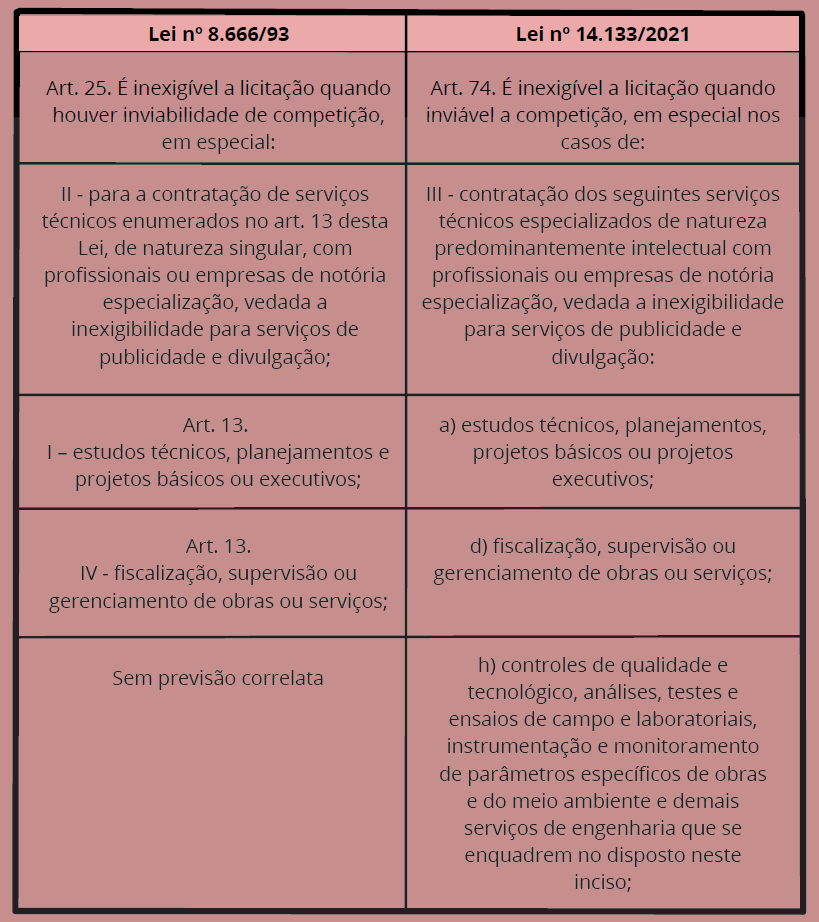 Lei nº 8.666/93
Lei nº 14.133/2021
Art. 25. É inexigível a licitação quando
houver inviabilidade de competição,
em especial:
Art. 74. É inexigível a licitação quando
inviável a competição, em especial nos
casos de:
II - para a contratação de serviços
técnicos enumerados no art. 13 desta
Lei, de natureza singular, com
profissionais ou empresas de notória
especialização, vedada a
inexigibilidade para serviços de
publicidade e divulgação;
III - contratação dos seguintes serviços
técnicos especializados de natureza
predominantemente intelectual com
profissionais ou empresas de notória
especialização, vedada a inexigibilidade
para serviços de publicidade e
divulgação:
Art. 13.
I – estudos técnicos, planejamentos e
projetos básicos ou executivos;
a) estudos técnicos, planejamentos,
projetos básicos ou projetos
executivos;
Art. 13.
IV - fiscalização, supervisão ou
gerenciamento de obras ou serviços;
d) fiscalização, supervisão ou
gerenciamento de obras ou serviços;
Sem previsão correlata
h) controles de qualidade e
tecnológico, análises, testes e
ensaios de campo e laboratoriais,
instrumentação e monitoramento
de parâmetros específicos de obras
e do meio ambiente e demais
serviços de engenharia que se
enquadrem no disposto neste
inciso;